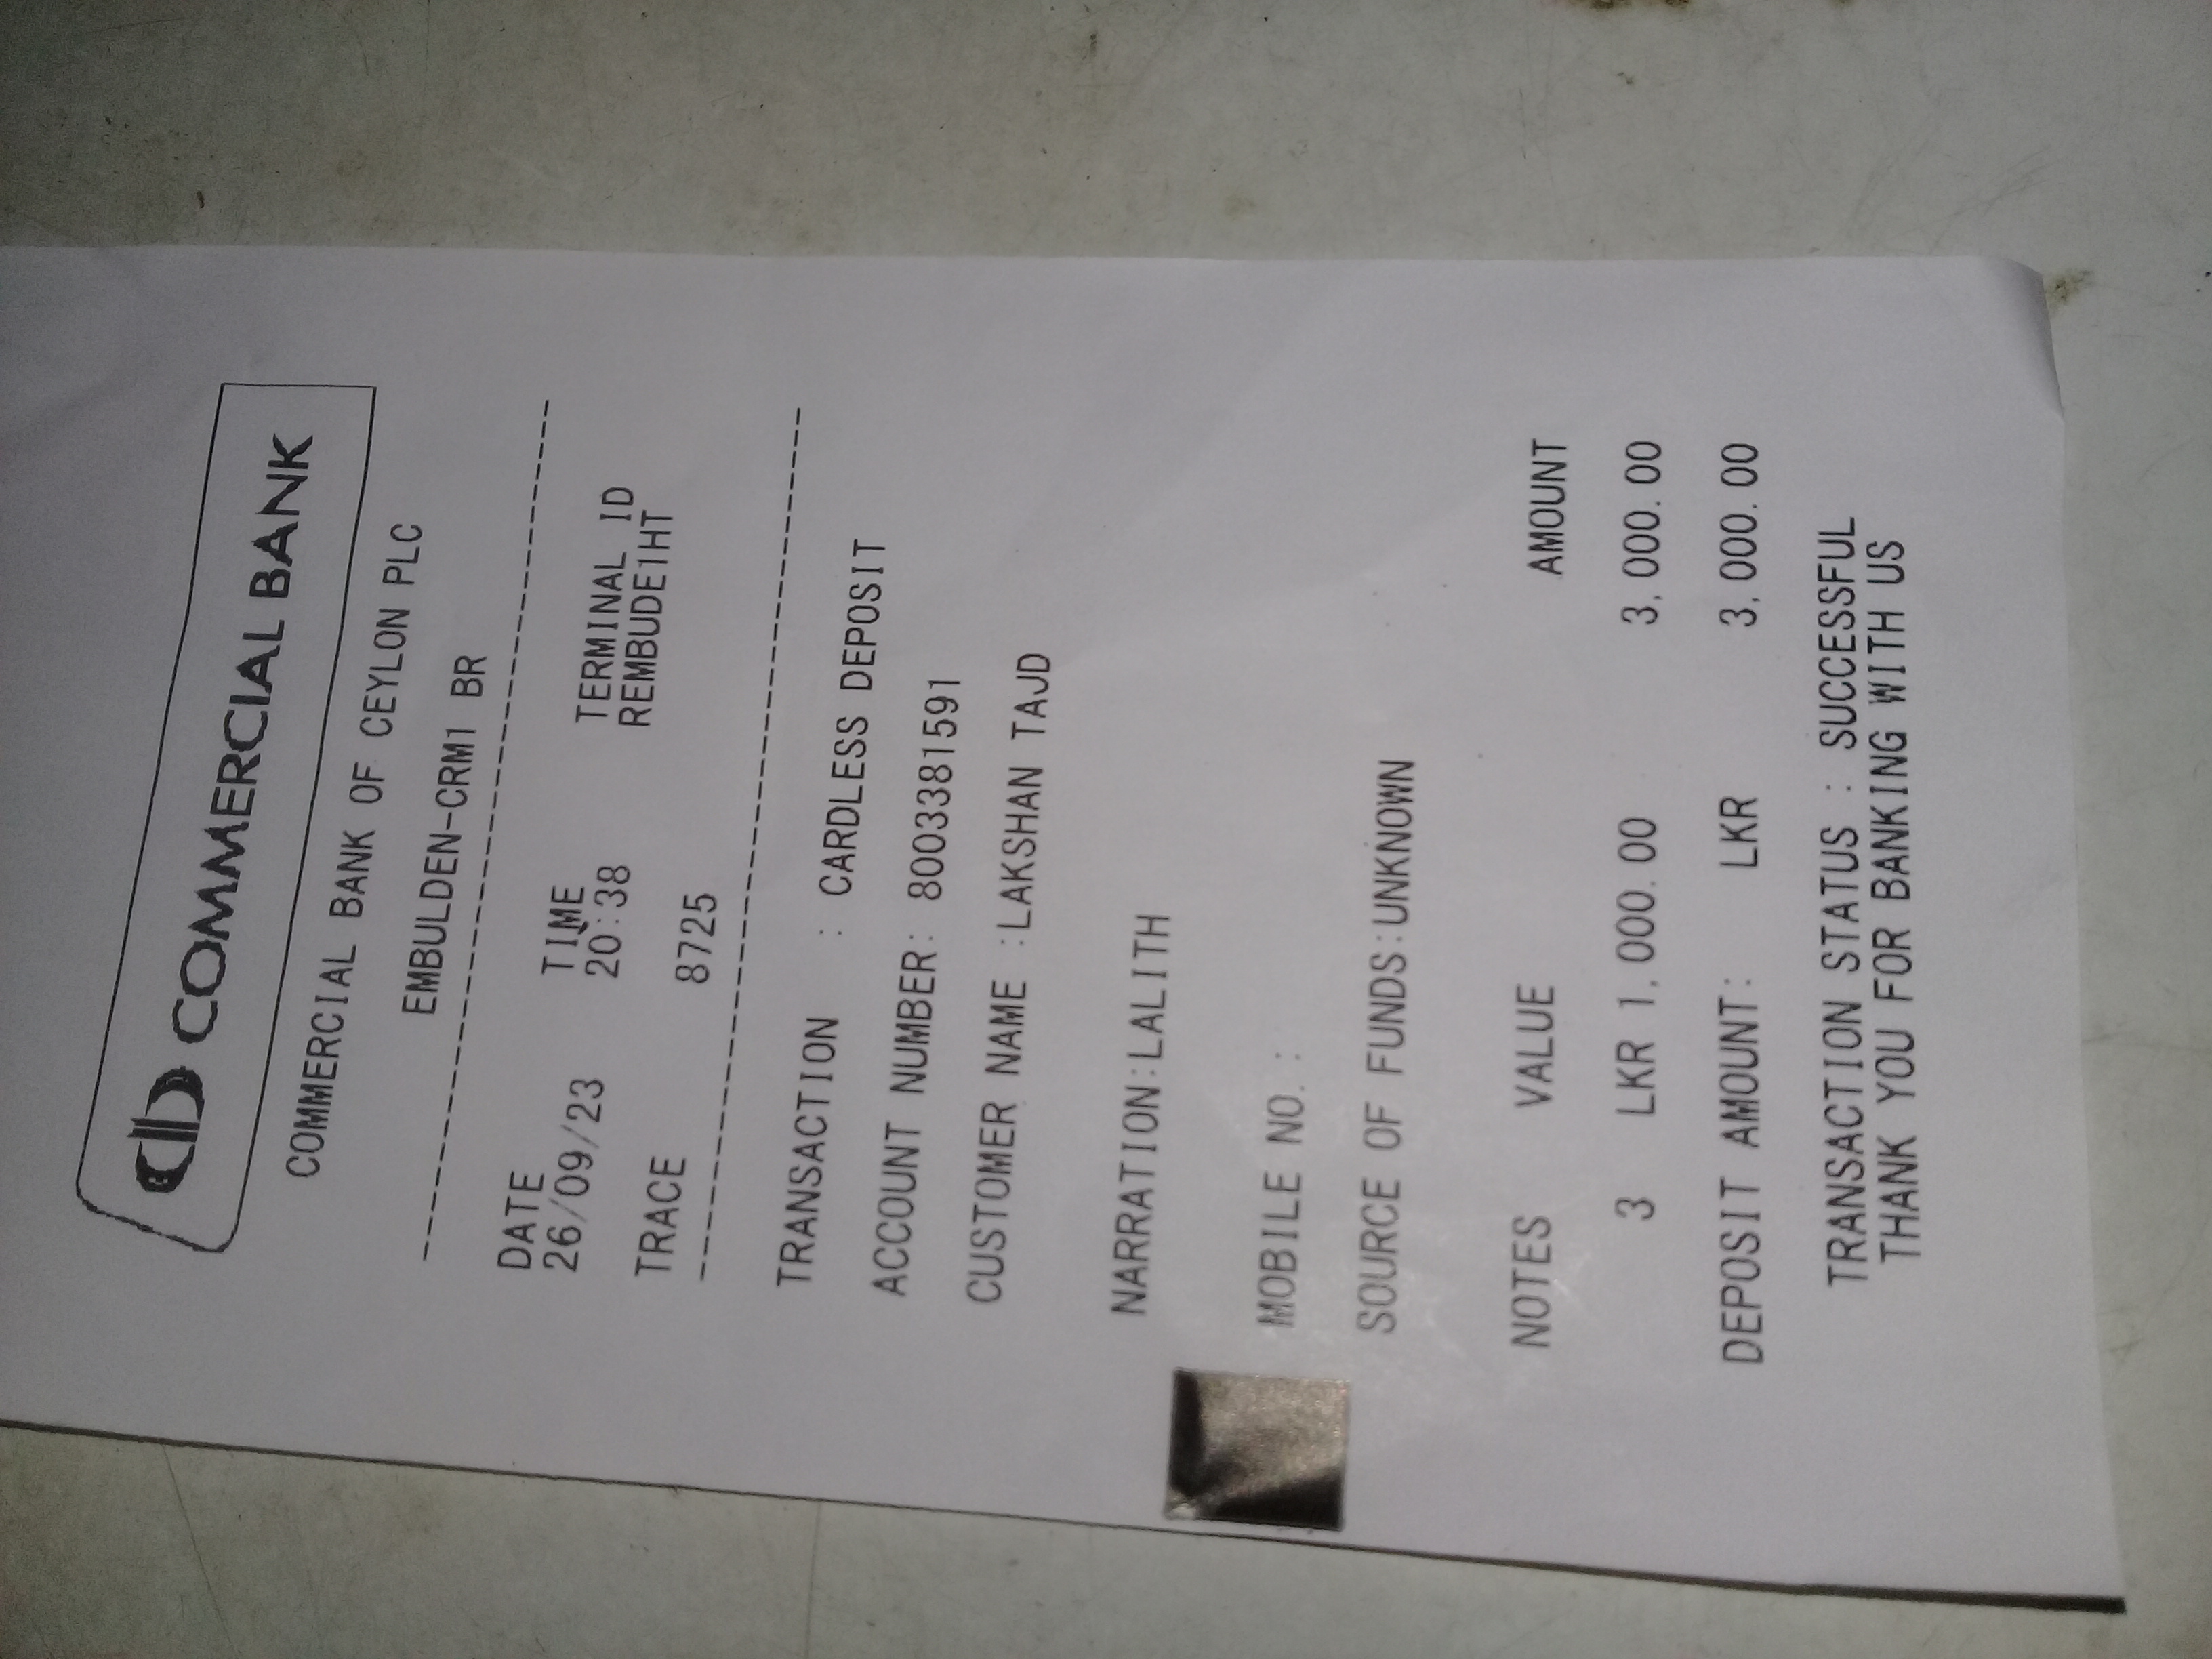 COMMERCIAL BANK
COMMERCIAL BANK OF CEYLON PLC
EMBULDEN-CRM1 BR
--------------------------------
DATE TIME TERMINAL ID
26/09/23 20:38 REMBUDE1HT
TRACE 8725
--------------------------------
TRANSACTION : CARDLESS DEPOSIT
ACCOUNT NUMBER: 8003381591
CUSTOMER NAME :LAKSHAN TAJD
NARRATION:LALITH
MOBILE NO. :
SOURCE OF FUNDS:UNKNOWN
NOTES VALUE AMOUNT
3 LKR 1,000.00 3,000.00
DEPOSIT AMOUNT: LKR 3,000.00
TRANSACTION STATUS : SUCCESSFUL
THANK YOU FOR BANKING WITH US